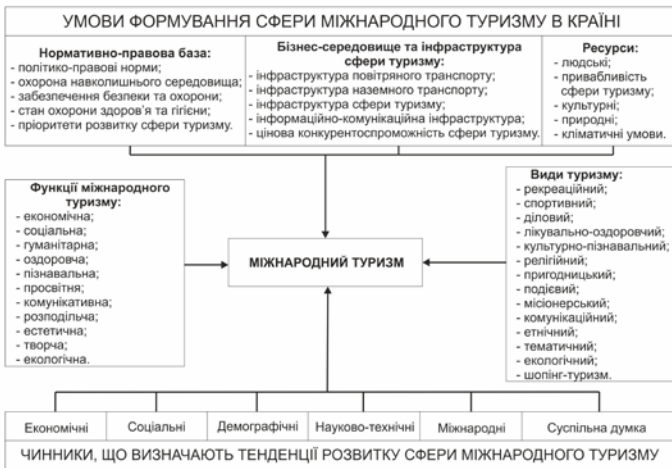 УМОВИ ФОРМУВАННЯ СФЕРИ МІЖНАРОДНОГО ТУРИЗМУ В КРАЇНІ
Нормативно-правова база:
- політико-правові норми;
- охорона навколишнього середовища;
- забезпечення безпеки та охорони;
- стан охорони здоров'я та гігієни;
- пріоритети розвитку сфери туризму.
Бізнес-середовище та інфраструктура
сфери туризму:
- інфраструктура повітряного транспорту;
- інфраструктура наземного транспорту;
- інфраструктура сфери туризму;
- інформаційно-комунікаційна інфраструктура;
- цінова конкурентоспроможність сфери туризму.
Ресурси:
- людські;
- привабливість
сфери туризму;
- культурні;
- природні;
- кліматичні умови.
Функції міжнародного
туризму:
- економічна;
- соціальна;
- гуманітарна;
- оздоровча;
- пізнавальна;
- просвітня;
- комунікативна;
- розподільча;
- естетична;
- творча;
- екологічна.
МІЖНАРОДНИЙ ТУРИЗМ
Види туризму:
- рекреаційний;
- спортивний;
- діловий;
- лікувально-оздоровчий;
- культурно-пізнавальний;
- релігійний;
- пригодницький;
- подієвий;
- місіонерський;
- комунікаційний;
- етнічний;
- тематичний;
- екологічний;
- шопінг-туризм.
Економічні
Соціальні
Демографічні
Науково-технічні
Міжнародні
Суспільна думка
ЧИННИКИ, ЩО ВИЗНАЧАЮТЬ ТЕНДЕНЦІЇ РОЗВИТКУ СФЕРИ МІЖНАРОДНОГО ТУРИЗМУ